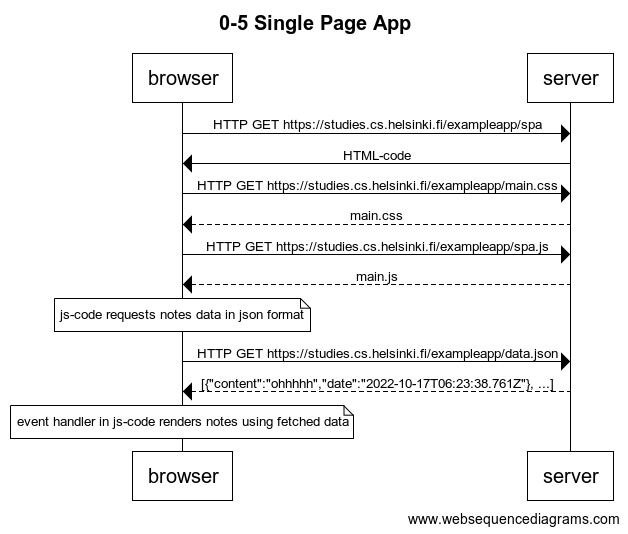 0-5 Single Page App
browser
server
HTTP GET https://studies.cs.helsinki.fi/exampleapp/spa
HTML-code
HTTP GET https://studies.cs.helsinki.fi/exampleapp/main.css
main.css
HTTP GET https://studies.cs.helsinki.fi/exampleapp/spa.js
main.js
js-code requests notes data in json format
HTTP GET https://studies.cs.helsinki.fi/exampleapp/data.json
[{"content":"ohhhhh","date":"2022-10-17T06:23:38.761Z"}, ...]
event handler in js-code renders notes using fetched data
browser
server
www.websequencediagrams.com